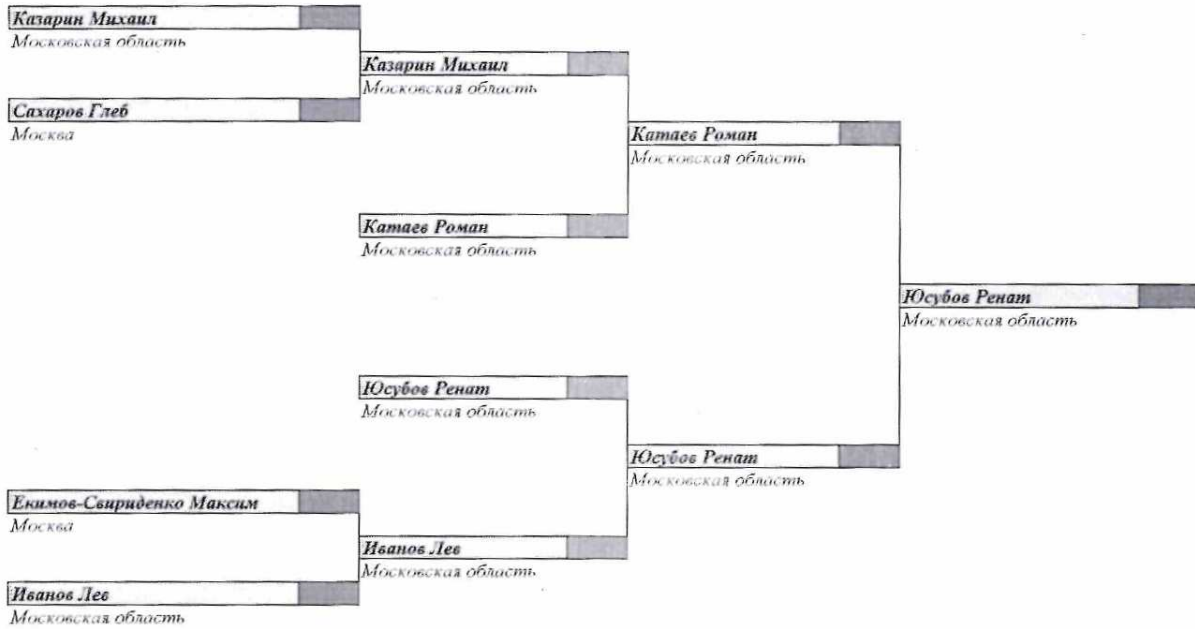 Казарин Михаил
Московская область
Сахаров Глеб
Москва
Казарин Михаил
Московская область
Катаев Роман
Московская область
Катаев Роман
Московская область
Юсубов Ренат
Московская область
Юсубов Ренат
Московская область
Юсубов Ренат
Московская область
Екимов-Свириденко Максим
Москва
Иванов Лев
Московская область
Иванов Лев
Московская область